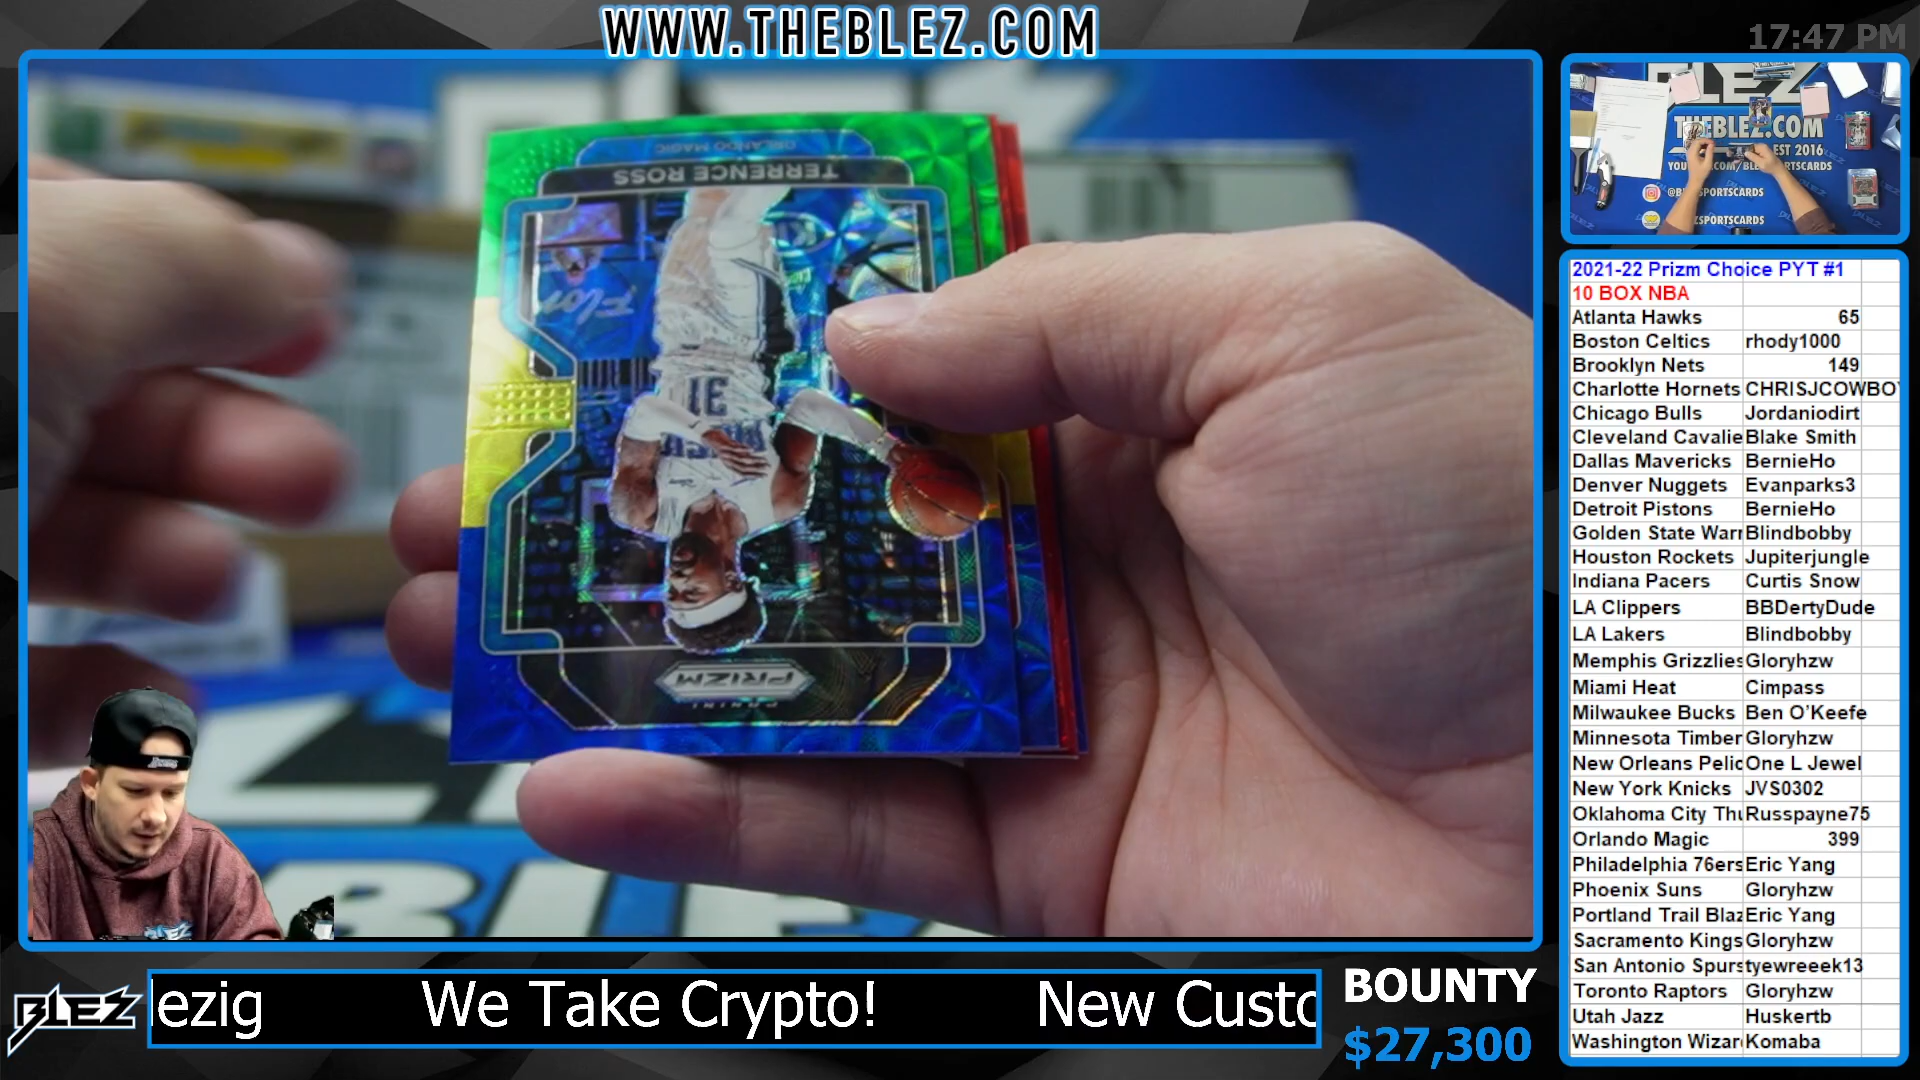 WWW.THEBLEZ.COM
17:47 PM
ORLANDO MAGIC
TERRENCE ROSS
31
PRIZM
PANINI
BLEZ
THEBLEZ.COM
EST 2016
2021-22 Prizm Choice PYT #1
10 BOX NBA
Atlanta Hawks 65
Boston Celtics rhody1000
Brooklyn Nets 149
Charlotte Hornets CHRISJCOWBO
Chicago Bulls Jordaniodirt
Cleveland Cavalie Blake Smith
Dallas Mavericks BernieHo
Denver Nuggets Evanparks3
Detroit Pistons BernieHo
Golden State Warr Blindbobby
Houston Rockets Jupiterjungle
Indiana Pacers Curtis Snow
LA Clippers BBDertyDude
LA Lakers Blindbobby
Memphis Grizzlies Gloryhzw
Miami Heat Cimpass
Milwaukee Bucks Ben O'Keefe
Minnesota Timber Gloryhzw
New Orleans Pelic One L Jewel
New York Knicks JVS0302
Oklahoma City Thu Russpayne75
Orlando Magic 399
Philadelphia 76ers Eric Yang
Phoenix Suns Gloryhzw
Portland Trail Blaz Eric Yang
Sacramento Kings Gloryhzw
San Antonio Spurs tyewreeek13
Toronto Raptors Gloryhzw
Utah Jazz Huskertb
Washington Wizar Komaba
BLEZ
ezig We Take Crypto! New Custo
BOUNTY
$27,300